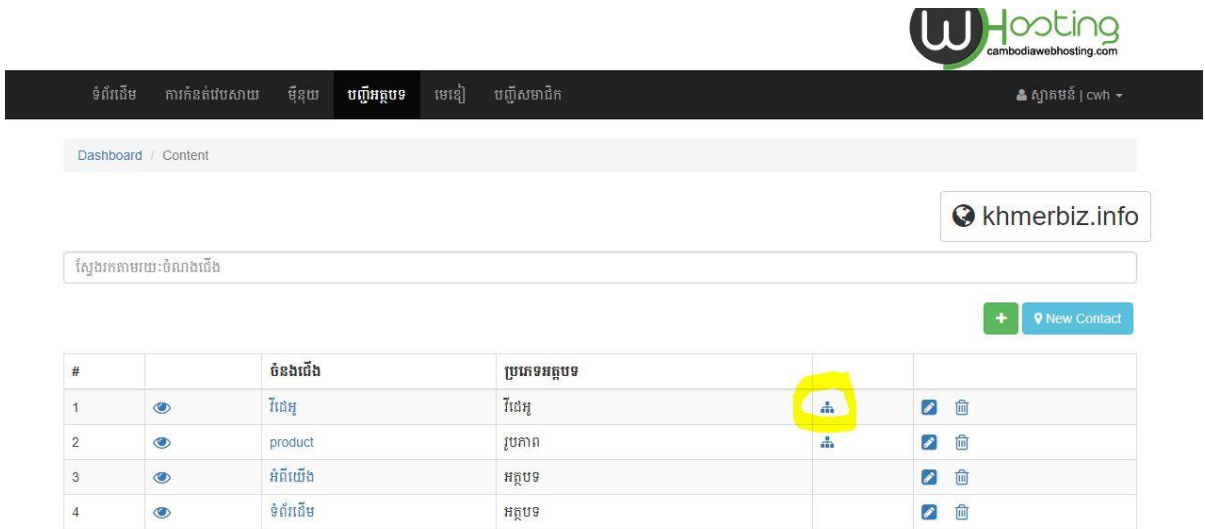 WHosting
cambodiawebhosting.com
ទំព័រដើម ការកំនត់វេបសាយ ម៉ឺនុយ បញ្ជីអត្ថបទ មេឌៀ បញ្ជីសមាជិក ស្វាគមន៍ | cwh
Dashboard / Content
khmerbiz.info
ស្វែងរកតាមរយៈចំណងជើង
+ New Contact
# ចំនងជើង ប្រភេទអត្ថបទ
1 វីដេអូ វីដេអូ
2 product រូបភាព
3 អំពីយើង អត្ថបទ
4 ទំព័រដើម អត្ថបទ